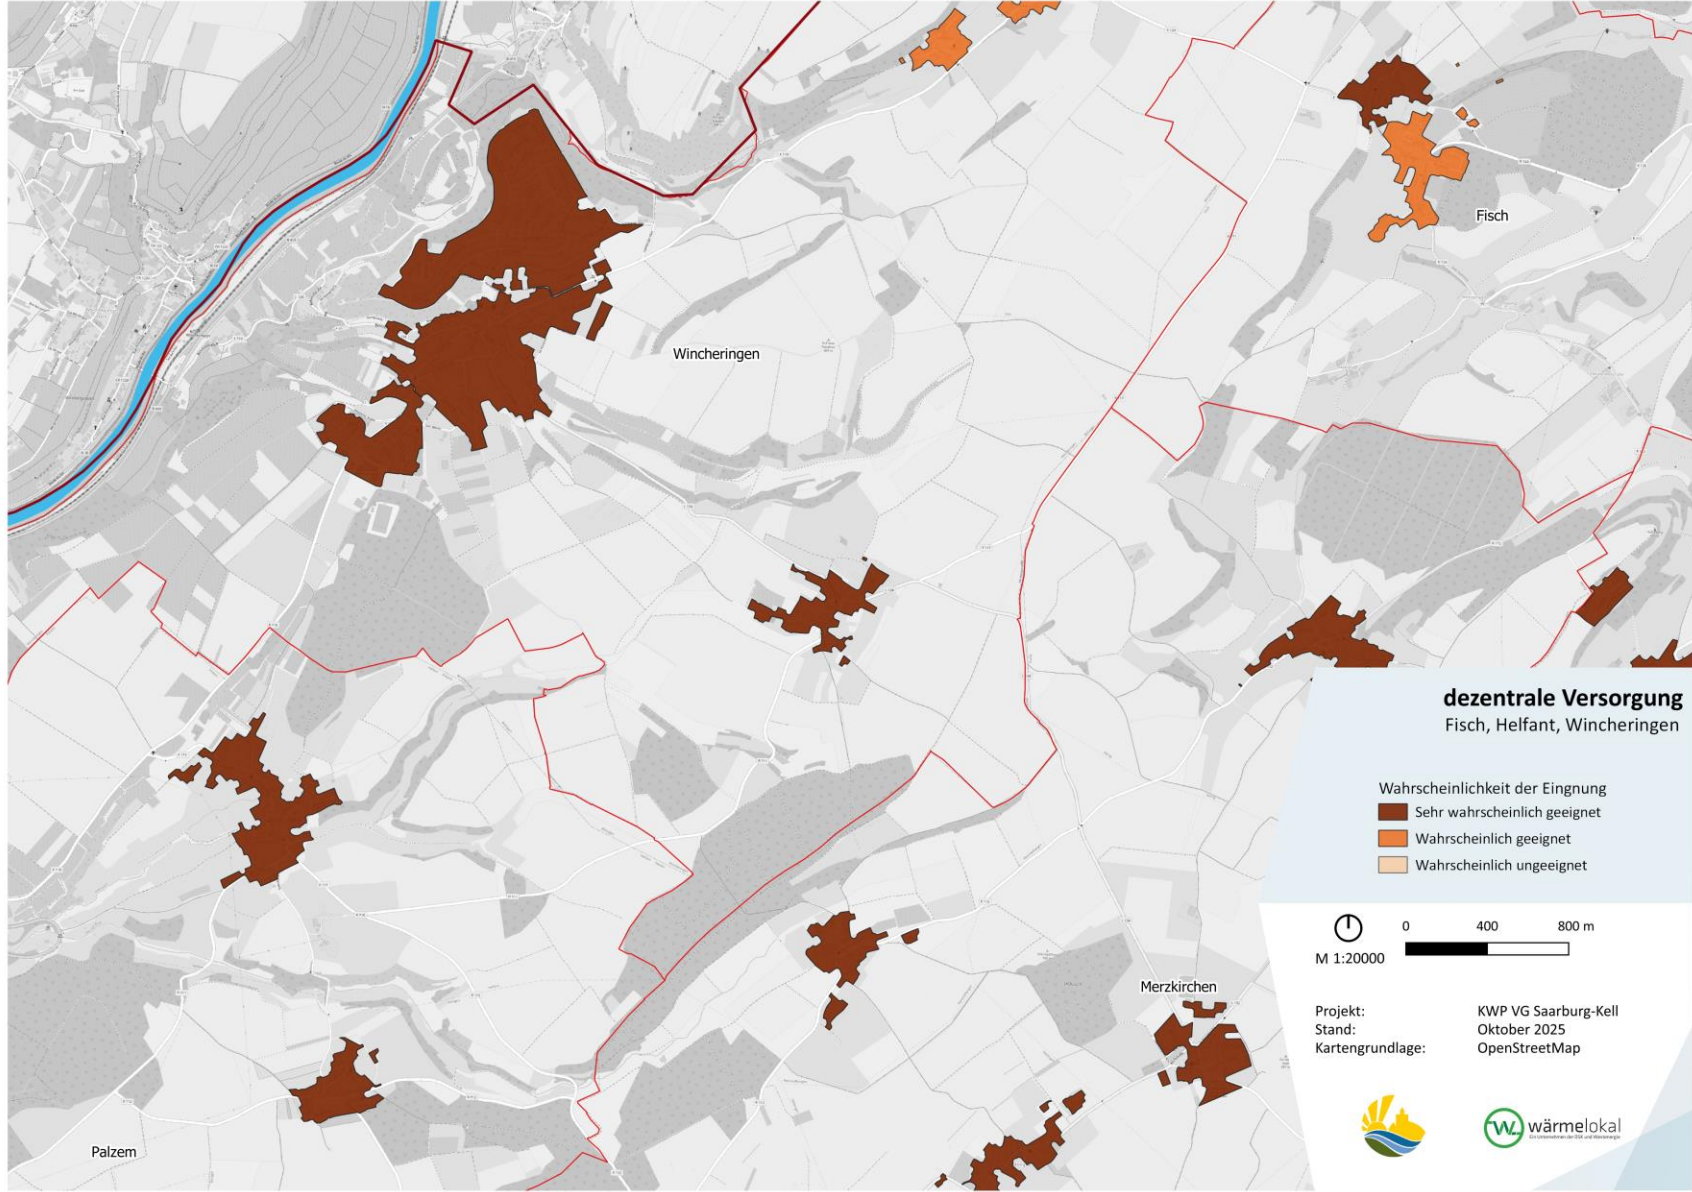 Fisch
Wincheringen
Merzkirchen
Palzem
dezentrale Versorgung
Fisch, Helfant, Wincheringen
Wahrscheinlichkeit der Eingnung
Sehr wahrscheinlich geeignet
Wahrscheinlich geeignet
Wahrscheinlich ungeeignet
0 400 800 m
M 1:20000
Projekt: KWP VG Saarburg-Kell
Stand: Oktober 2025
Kartengrundlage: OpenStreetMap
wärmelokal